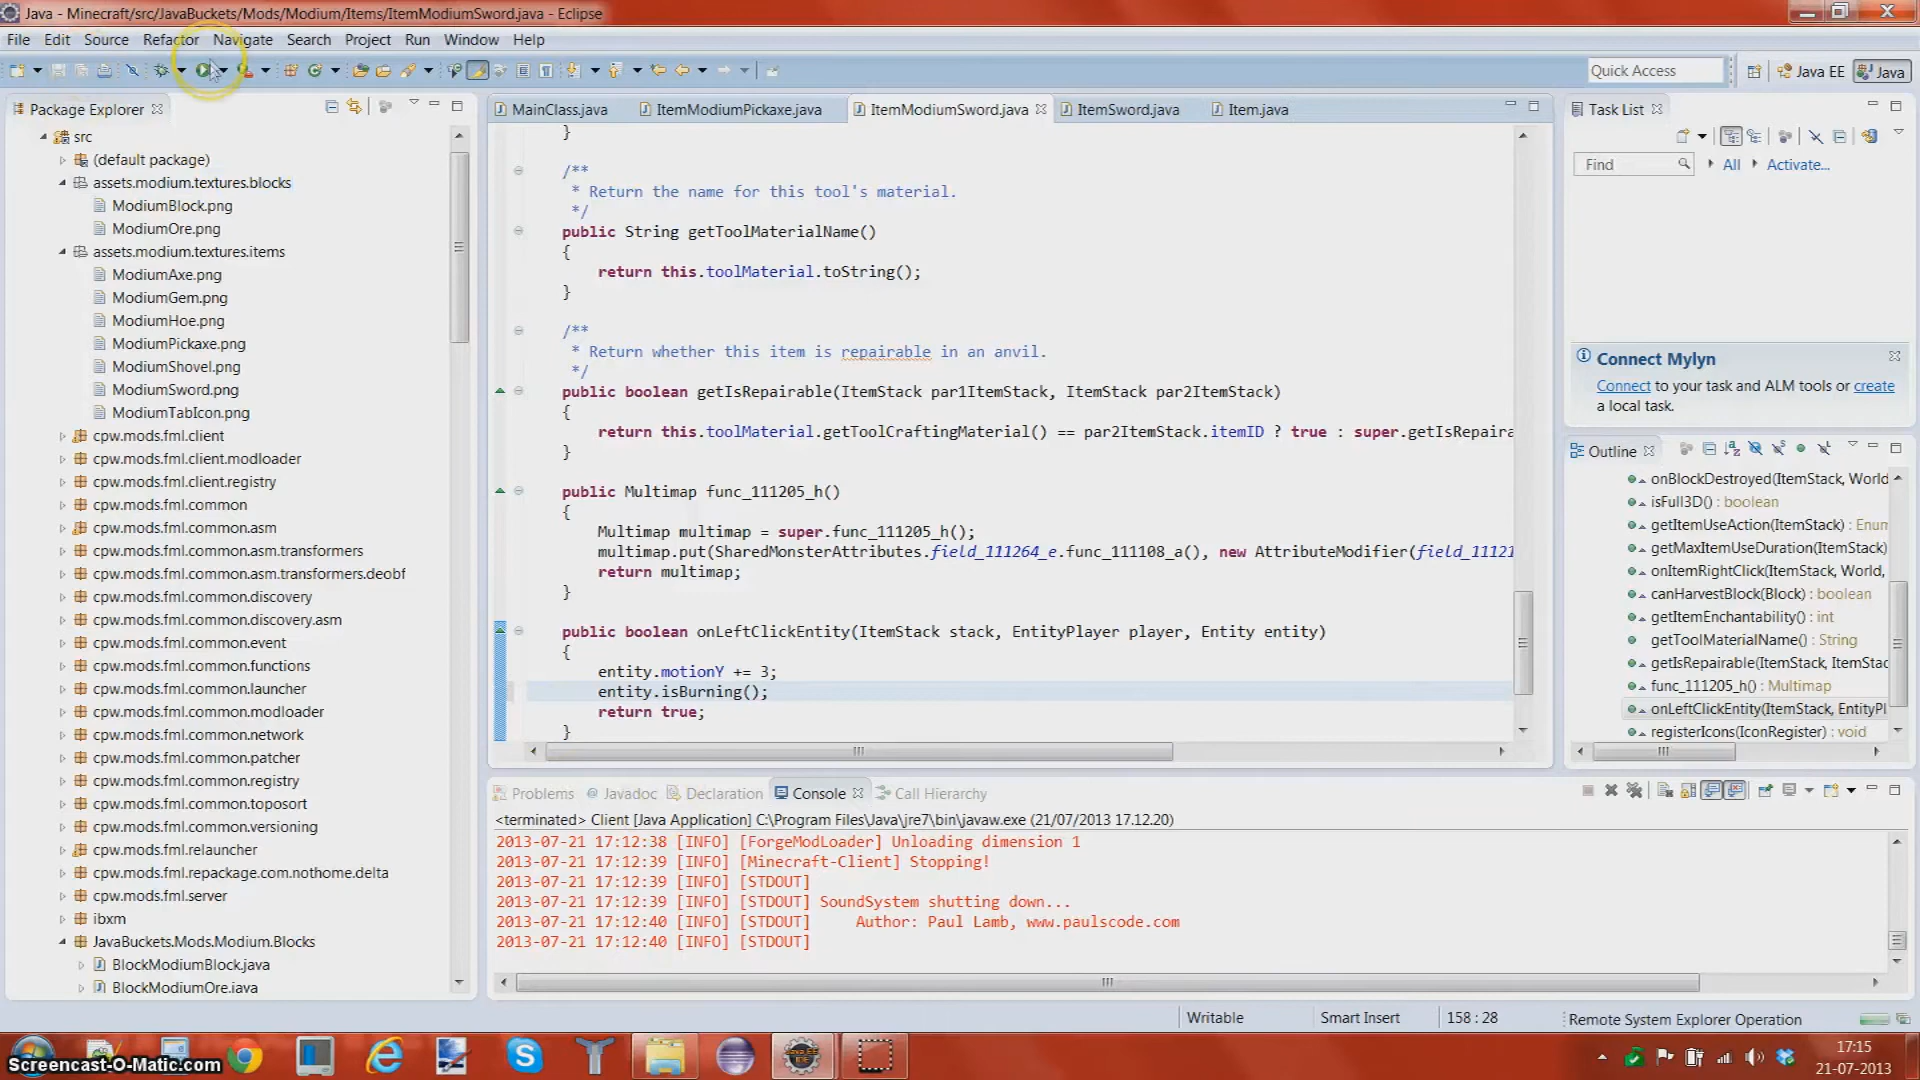 Java - Minecraft/src/JavaBuckets/Mods/Modium/Items/ItemModiumSword.java - Eclipse
File Edit Source Refactor Navigate Search Project Run Window Help
Quick Access
Java EE
Java
Package Explorer
src
(default package)
assets.modium.textures.blocks
ModiumBlock.png
ModiumOre.png
assets.modium.textures.items
ModiumAxe.png
ModiumGem.png
ModiumHoe.png
ModiumPickaxe.png
ModiumShovel.png
ModiumSword.png
ModiumTabIcon.png
cpw.mods.fml.client
cpw.mods.fml.client.modloader
cpw.mods.fml.client.registry
cpw.mods.fml.common
cpw.mods.fml.common.asm
cpw.mods.fml.common.asm.transformers
cpw.mods.fml.common.asm.transformers.deobf
cpw.mods.fml.common.discovery
cpw.mods.fml.common.discovery.asm
cpw.mods.fml.common.event
cpw.mods.fml.common.functions
cpw.mods.fml.common.launcher
cpw.mods.fml.common.modloader
cpw.mods.fml.common.network
cpw.mods.fml.common.patcher
cpw.mods.fml.common.registry
cpw.mods.fml.common.toposort
cpw.mods.fml.common.versioning
cpw.mods.fml.relauncher
cpw.mods.fml.repackage.com.nothome.delta
cpw.mods.fml.server
ibxm
JavaBuckets.Mods.Modium.Blocks
BlockModiumBlock.java
BlockModiumOre.java
MainClass.java
ItemModiumPickaxe.java
ItemModiumSword.java
ItemSword.java
Item.java
}
/**
* Return the name for this tool's material.
*/
public String getToolMaterialName()
{
return this.toolMaterial.toString();
}
/**
* Return whether this item is repairable in an anvil.
*/
public boolean getIsRepairable(ItemStack par1ItemStack, ItemStack par2ItemStack)
{
return this.toolMaterial.getToolCraftingMaterial() == par2ItemStack.itemID ? true : super.getIsRepaira
}
public Multimap func_111205_h()
{
Multimap multimap = super.func_111205_h();
multimap.put(SharedMonsterAttributes.field_111264_e.func_111108_a(), new AttributeModifier(field_11121
return multimap;
}
public boolean onLeftClickEntity(ItemStack stack, EntityPlayer player, Entity entity)
{
entity.motionY += 3;
entity.isBurning();
return true;
}
Task List
Find
All
Activate...
Connect Mylyn
Connect to your task and ALM tools or create
a local task.
Outline
onBlockDestroyed(ItemStack, World
isFull3D() : boolean
getItemUseAction(ItemStack) : Enum
getMaxItemUseDuration(ItemStack)
onItemRightClick(ItemStack, World,
canHarvestBlock(Block) : boolean
getItemEnchantability() : int
getToolMaterialName() : String
getIsRepairable(ItemStack, ItemStac
func_111205_h() : Multimap
onLeftClickEntity(ItemStack, EntityPl
registerIcons(IconRegister) : void
Problems Javadoc Declaration Console Call Hierarchy
<terminated> Client [Java Application] C:\Program Files\Java\jre7\bin\javaw.exe (21/07/2013 17.12.20)
2013-07-21 17:12:38 [INFO] [ForgeModLoader] Unloading dimension 1
2013-07-21 17:12:39 [INFO] [Minecraft-Client] Stopping!
2013-07-21 17:12:39 [INFO] [STDOUT]
2013-07-21 17:12:39 [INFO] [STDOUT] SoundSystem shutting down...
2013-07-21 17:12:40 [INFO] [STDOUT] Author: Paul Lamb, www.paulscode.com
2013-07-21 17:12:40 [INFO] [STDOUT]
Writable
Smart Insert
158 : 28
Remote System Explorer Operation
Screencast-O-Matic.com
17:15
21-07-2013